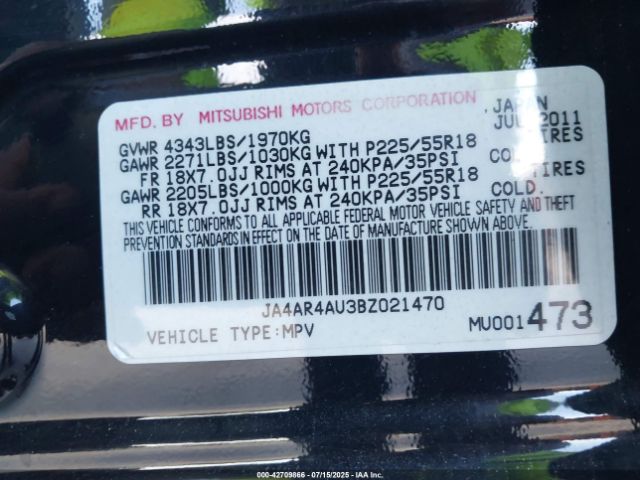 MFD. BY MITSUBISHI MOTORS CORPORATION, JAPAN
GVWR 4343LBS/1970KG JUL 2011
GAWR 2271LBS/1030KG WITH P225/55R18 TIRES
FR 18X7.0JJ RIMS AT 240KPA/35PSI COLD.
GAWR 2205LBS/1000KG WITH P225/55R18 TIRES
RR 18X7.0JJ RIMS AT 240KPA/35PSI COLD.
THIS VEHICLE CONFORMS TO ALL APPLICABLE FEDERAL MOTOR VEHICLE SAFETY AND THEFT
PREVENTION STANDARDS IN EFFECT ON THE DATE OF MANUFACTURE SHOWN ABOVE.
JA4AR4AU3BZ021470
VEHICLE TYPE:MPV MU001473
000-42709866 - 07/15/2025 - IAA Inc.